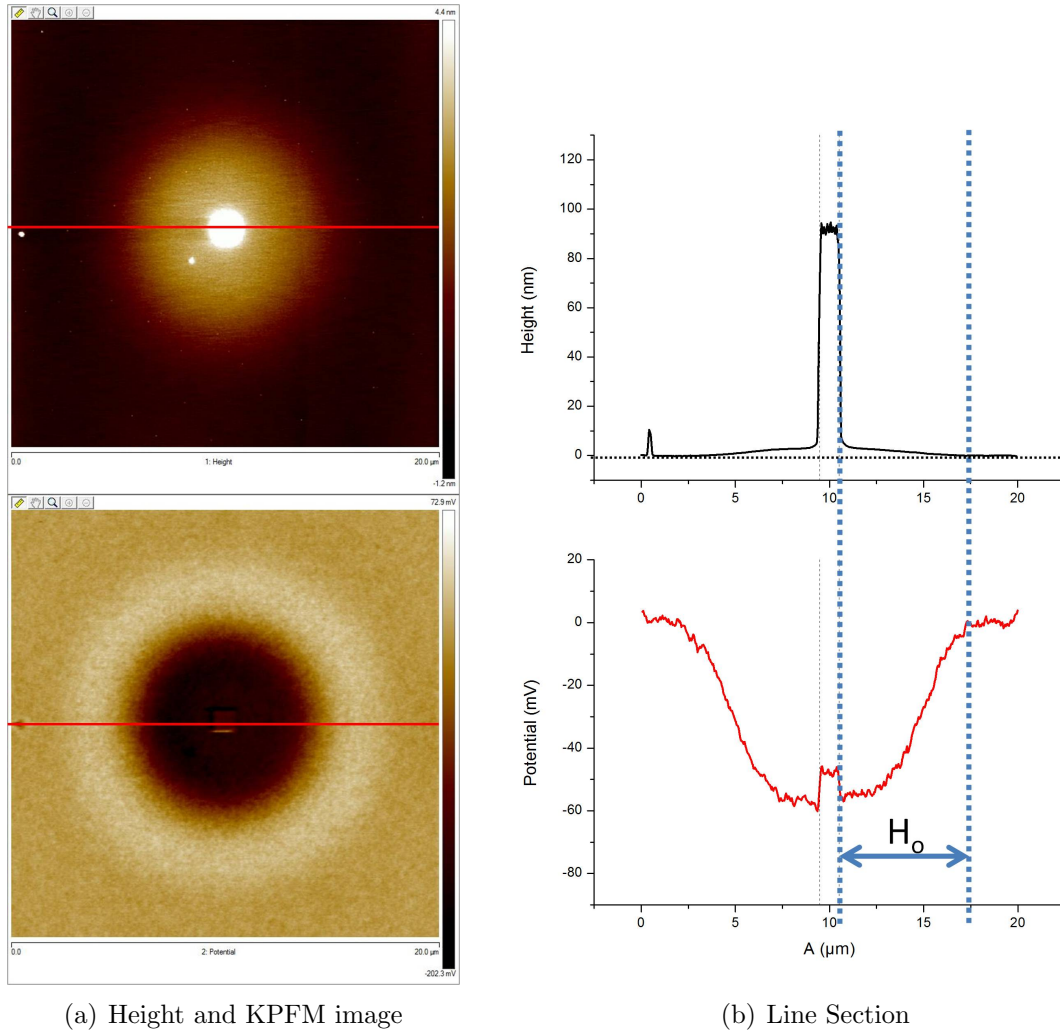 4.4 nm
-1.2 nm
0.0
1: Height
20.0 µm
72.9 mV
-202.3 mV
0.0
2: Potential
20.0 µm
(a) Height and KPFM image
Height (nm)
120
100
80
60
40
20
0
0 5 10 15 20
Potential (mV)
20
0
-20
-40
-60
-80
H₀
0 5 10 15 20
A (µm)
(b) Line Section